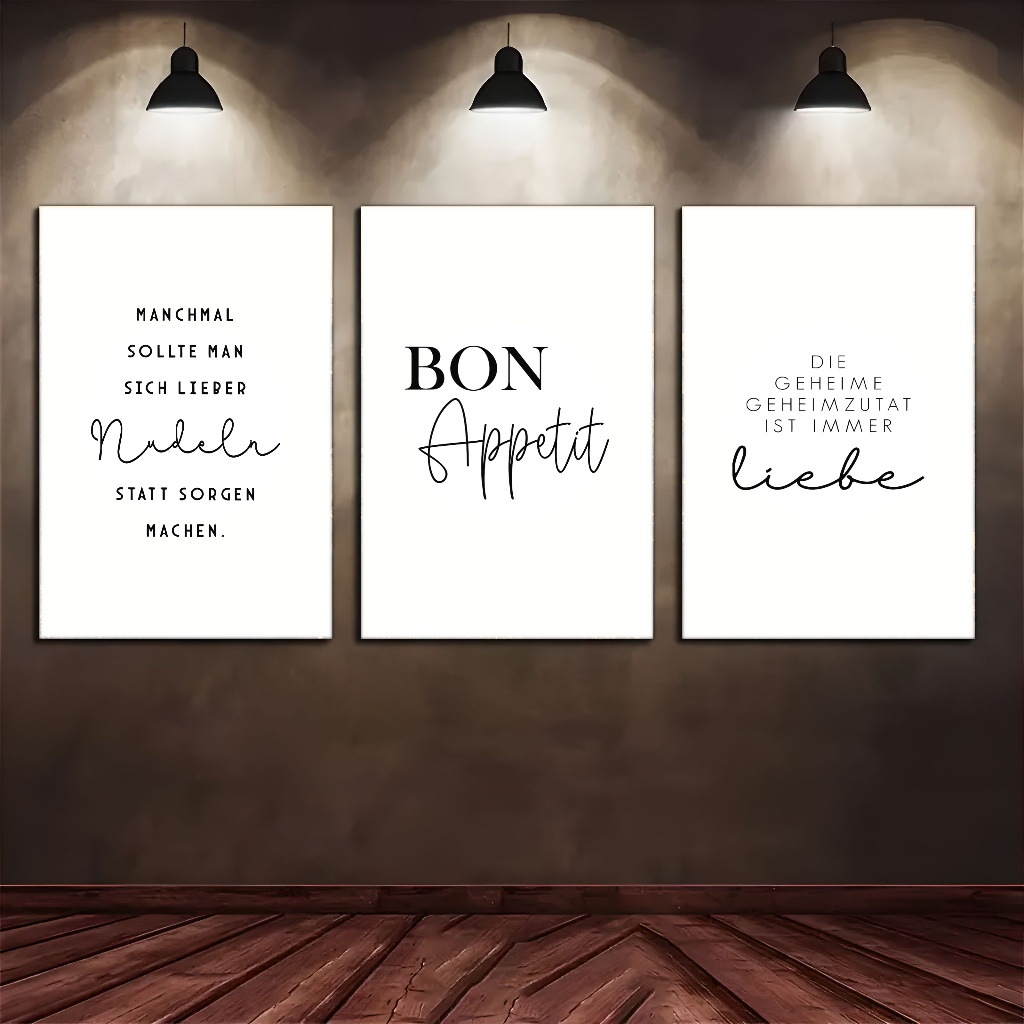 MANCHMAL
SOLLTE MAN
SICH LIEBER
Nudeln
STATT SORGEN
MACHEN.
BON
Appetit
DIE
GEHEIME
GEHEIMZUTAT
IST IMMER
liebe